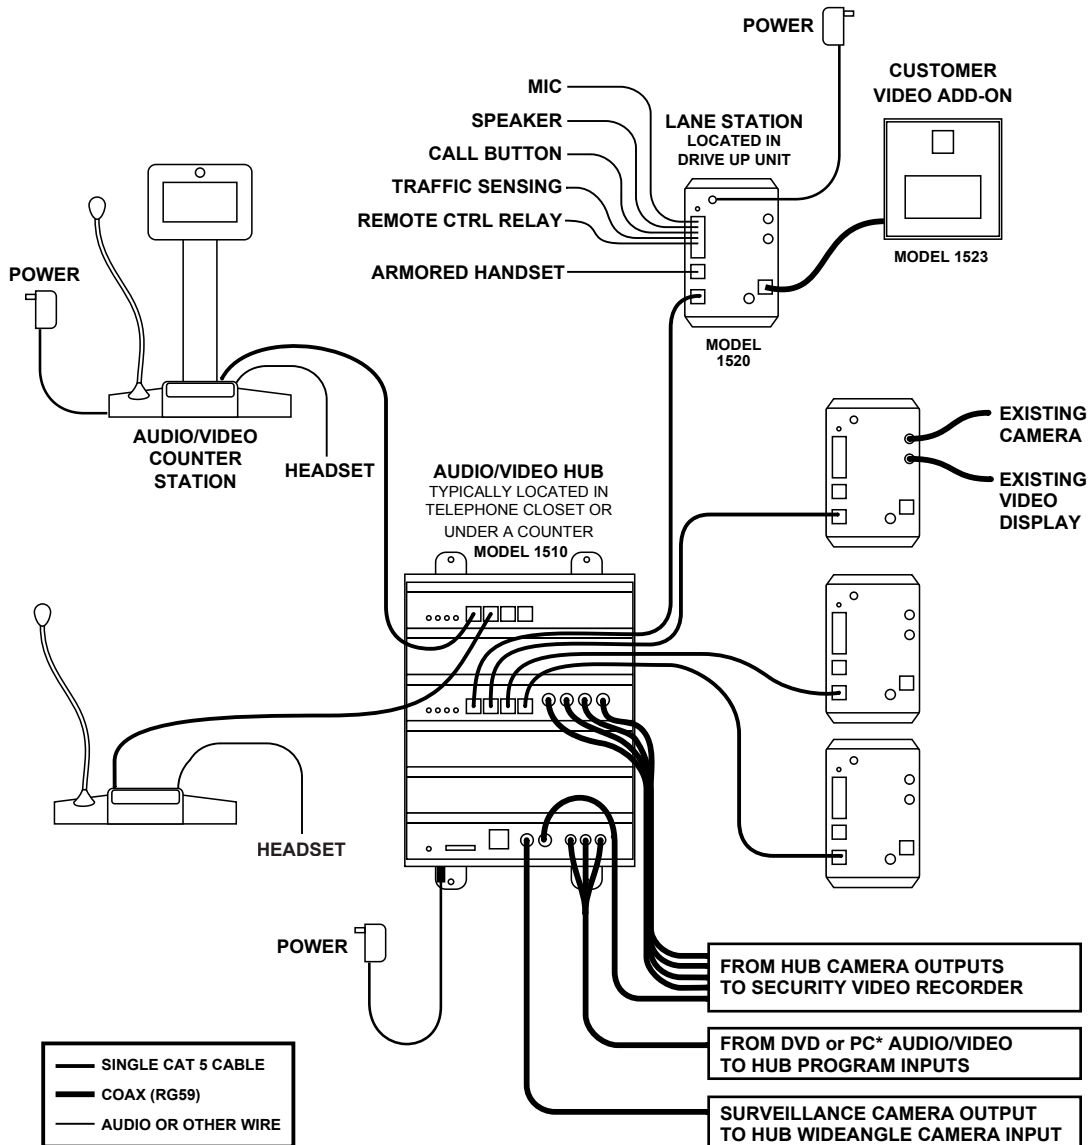 POWER
CUSTOMER
VIDEO ADD-ON
MIC
SPEAKER
CALL BUTTON
TRAFFIC SENSING
REMOTE CTRL RELAY
ARMORED HANDSET
LANE STATION
LOCATED IN
DRIVE UP UNIT
MODEL 1523
MODEL
1520
POWER
AUDIO/VIDEO
COUNTER
STATION
HEADSET
EXISTING
CAMERA
EXISTING
VIDEO
DISPLAY
AUDIO/VIDEO HUB
TYPICALLY LOCATED IN
TELEPHONE CLOSET OR
UNDER A COUNTER
MODEL 1510
HEADSET
POWER
FROM HUB CAMERA OUTPUTS
TO SECURITY VIDEO RECORDER
FROM DVD or PC* AUDIO/VIDEO
TO HUB PROGRAM INPUTS
SURVEILLANCE CAMERA OUTPUT
TO HUB WIDEANGLE CAMERA INPUT
SINGLE CAT 5 CABLE
COAX (RG59)
AUDIO OR OTHER WIRE